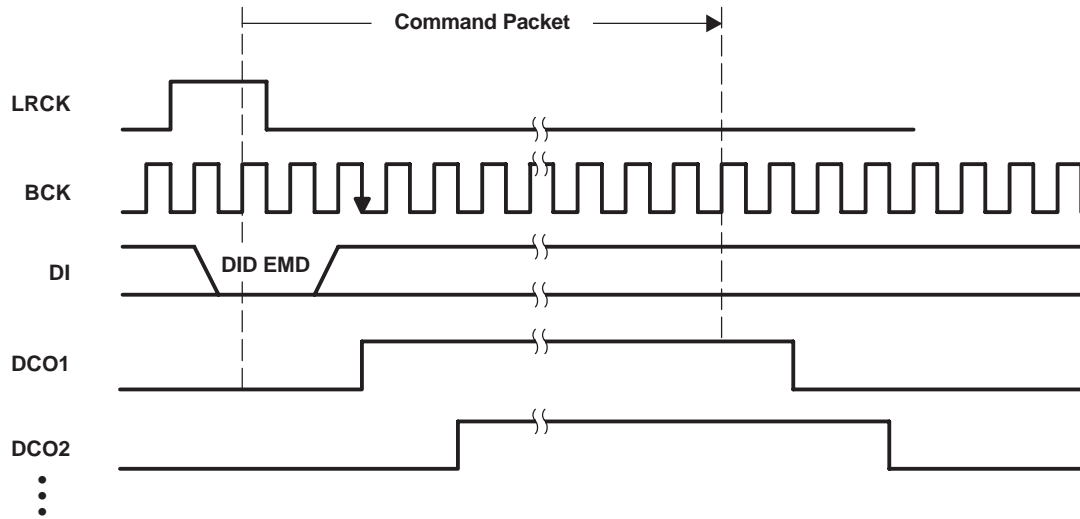 Command Packet
LRCK
BCK
DI
DID EMD
DCO1
DCO2